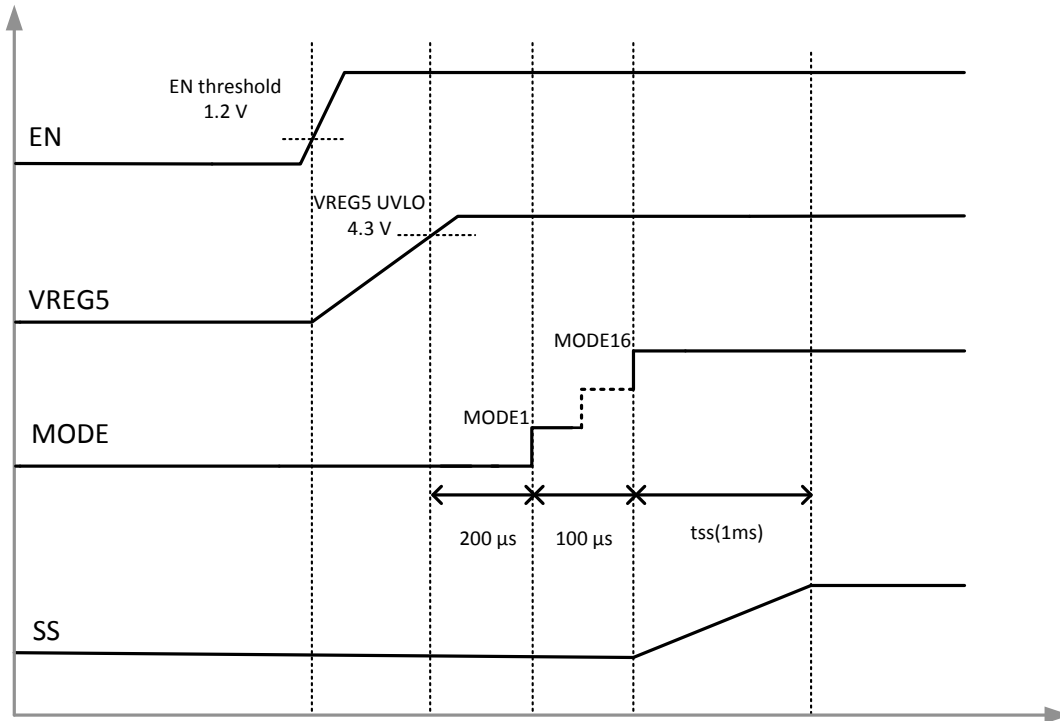 EN threshold
1.2 V
EN
VREG5 UVLO
4.3 V
VREG5
MODE16
MODE1
MODE
200 µs
100 µs
tss(1ms)
SS